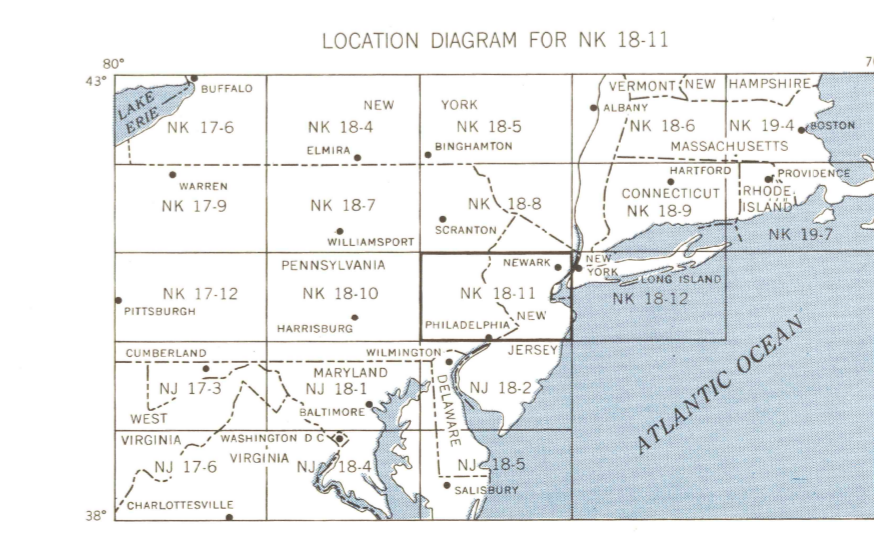 LOCATION DIAGRAM FOR NK 18-11
80°
43°
BUFFALO
LAKE ERIE
NK 17-6
NEW YORK
NK 18-4
NK 18-5
ELMIRA
BINGHAMTON
VERMONT
NEW HAMPSHIRE
ALBANY
NK 18-6
NK 19-4
BOSTON
MASSACHUSETTS
WARREN
NK 17-9
NK 18-7
WILLIAMSPORT
NK 18-8
SCRANTON
HARTFORD
CONNECTICUT
NK 18-9
PROVIDENCE
RHODE ISLAND
NK 19-7
PENNSYLVANIA
NK 17-12
PITTSBURGH
NK 18-10
HARRISBURG
NEWARK
NK 18-11
NEW YORK
LONG ISLAND
NK 18-12
PHILADELPHIA
NEW JERSEY
CUMBERLAND
NJ 17-3
WEST VIRGINIA
MARYLAND
NJ 18-1
BALTIMORE
WILMINGTON
DELAWARE
NJ 18-2
ATLANTIC OCEAN
NJ 17-6
WASHINGTON D C
VIRGINIA
NJ 18-4
NJ 18-5
SALISBURY
CHARLOTTESVILLE
38°